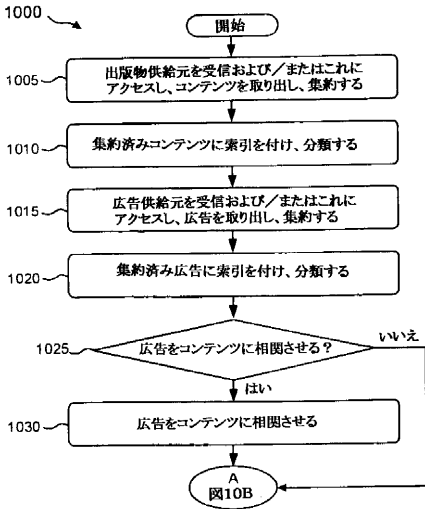 1000
開始
1005
出版物供給元を受信および/またはこれに
アクセスし、コンテンツを取り出し、集約する
1010
集約済みコンテンツに索引を付け、分類する
1015
広告供給元を受信および/またはこれに
アクセスし、広告を取り出し、集約する
1020
集約済み広告に索引を付け、分類する
1025
広告をコンテンツに相関させる?
いいえ
はい
1030
広告をコンテンツに相関させる
A
図10B